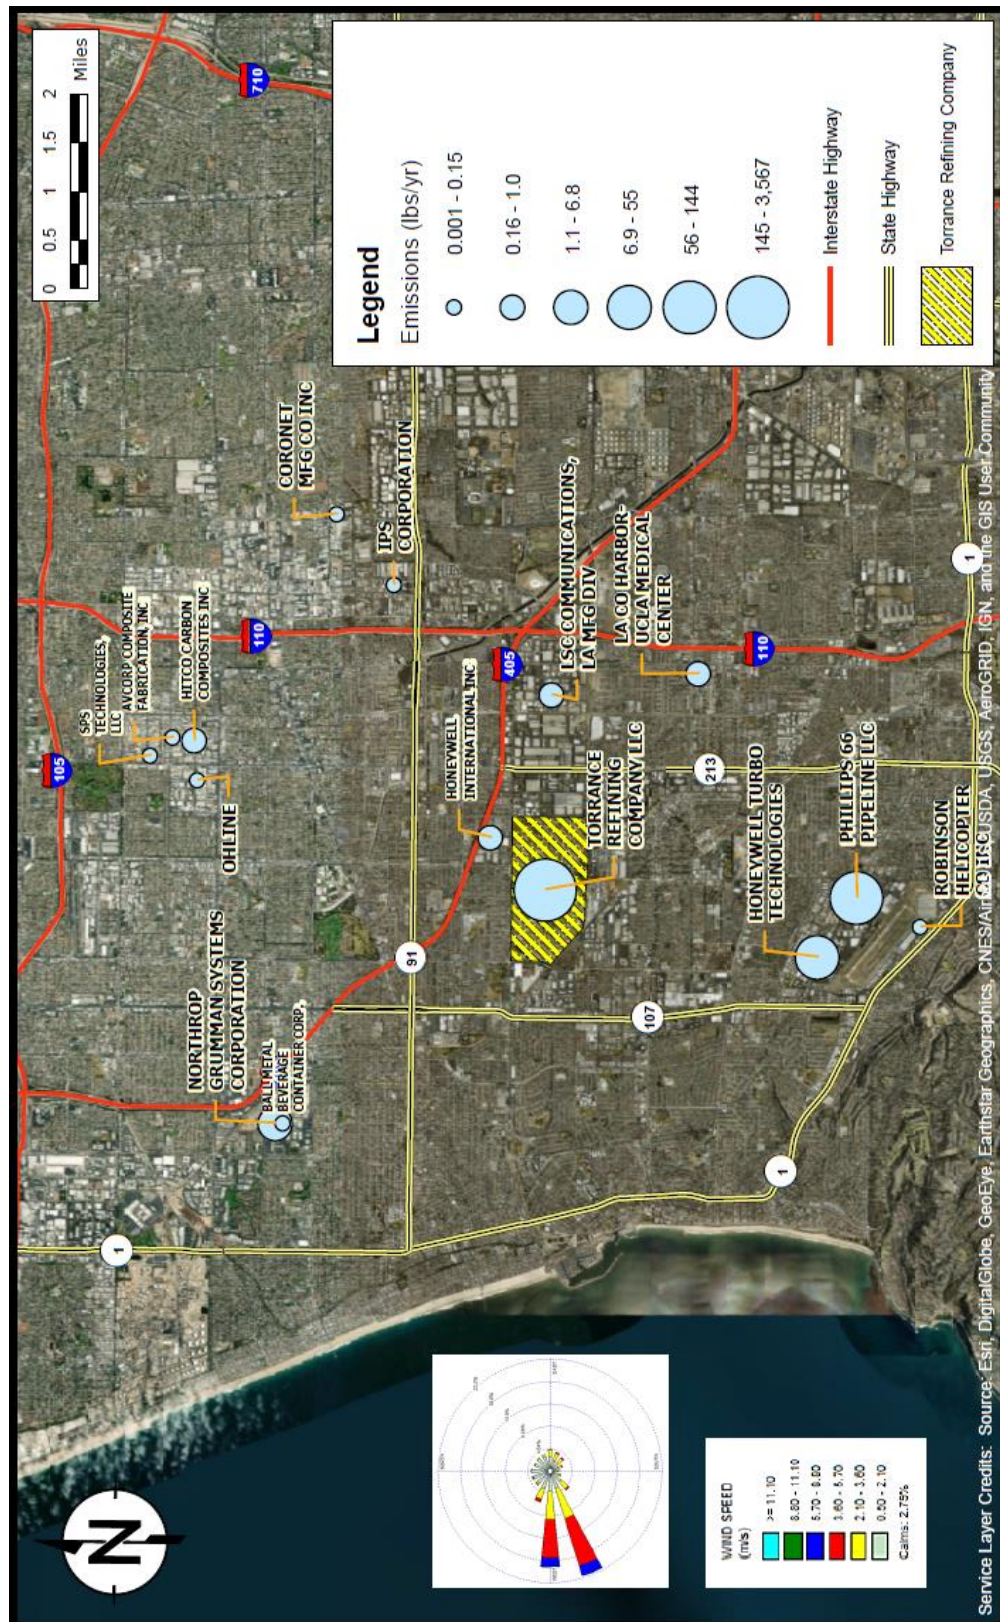 0 0.5 1 1.5 2
Miles
Legend
Emissions (lbs/yr)
0.001 - 0.15
0.16 - 1.0
1.1 - 6.8
6.9 - 55
56 - 144
145 - 3,567
Interstate Highway
State Highway
Torrance Refining Company
105
710
110
405
110
91
107
213
1
1
1
SPS
TECHNOLOGIES,
LLC
AVCORP COMPOSITE
FABRICATION, INC
HITCO CARBON
COMPOSITES INC
OHLINE
CORONET
MFG CO INC
IPS
CORPORATION
NORTHROP
GRUMMAN SYSTEMS
CORPORATION
BALL METAL
BEVERAGE
CONTAINER CORP,
HONEYWELL
INTERNATIONAL INC
LSC COMMUNICATIONS,
LA MFG DIV
LA CO HARBOR-
UCLA MEDICAL
CENTER
TORRANCE
REFINING
COMPANY LLC
HONEYWELL TURBO
TECHNOLOGIES
PHILLIPS 66
PIPELINE LLC
ROBINSON
HELICOPTER
N
WIND SPEED
(m/s)
>= 11.10
8.80 - 11.10
5.70 - 8.80
3.60 - 5.70
2.10 - 3.60
0.50 - 2.10
Calms: 2.75%
Service Layer Credits: Source: Esri, DigitalGlobe, GeoEye, Earthstar Geographics, CNES/Airbus DS, USDA, USGS, AeroGRID, IGN, and the GIS User Community